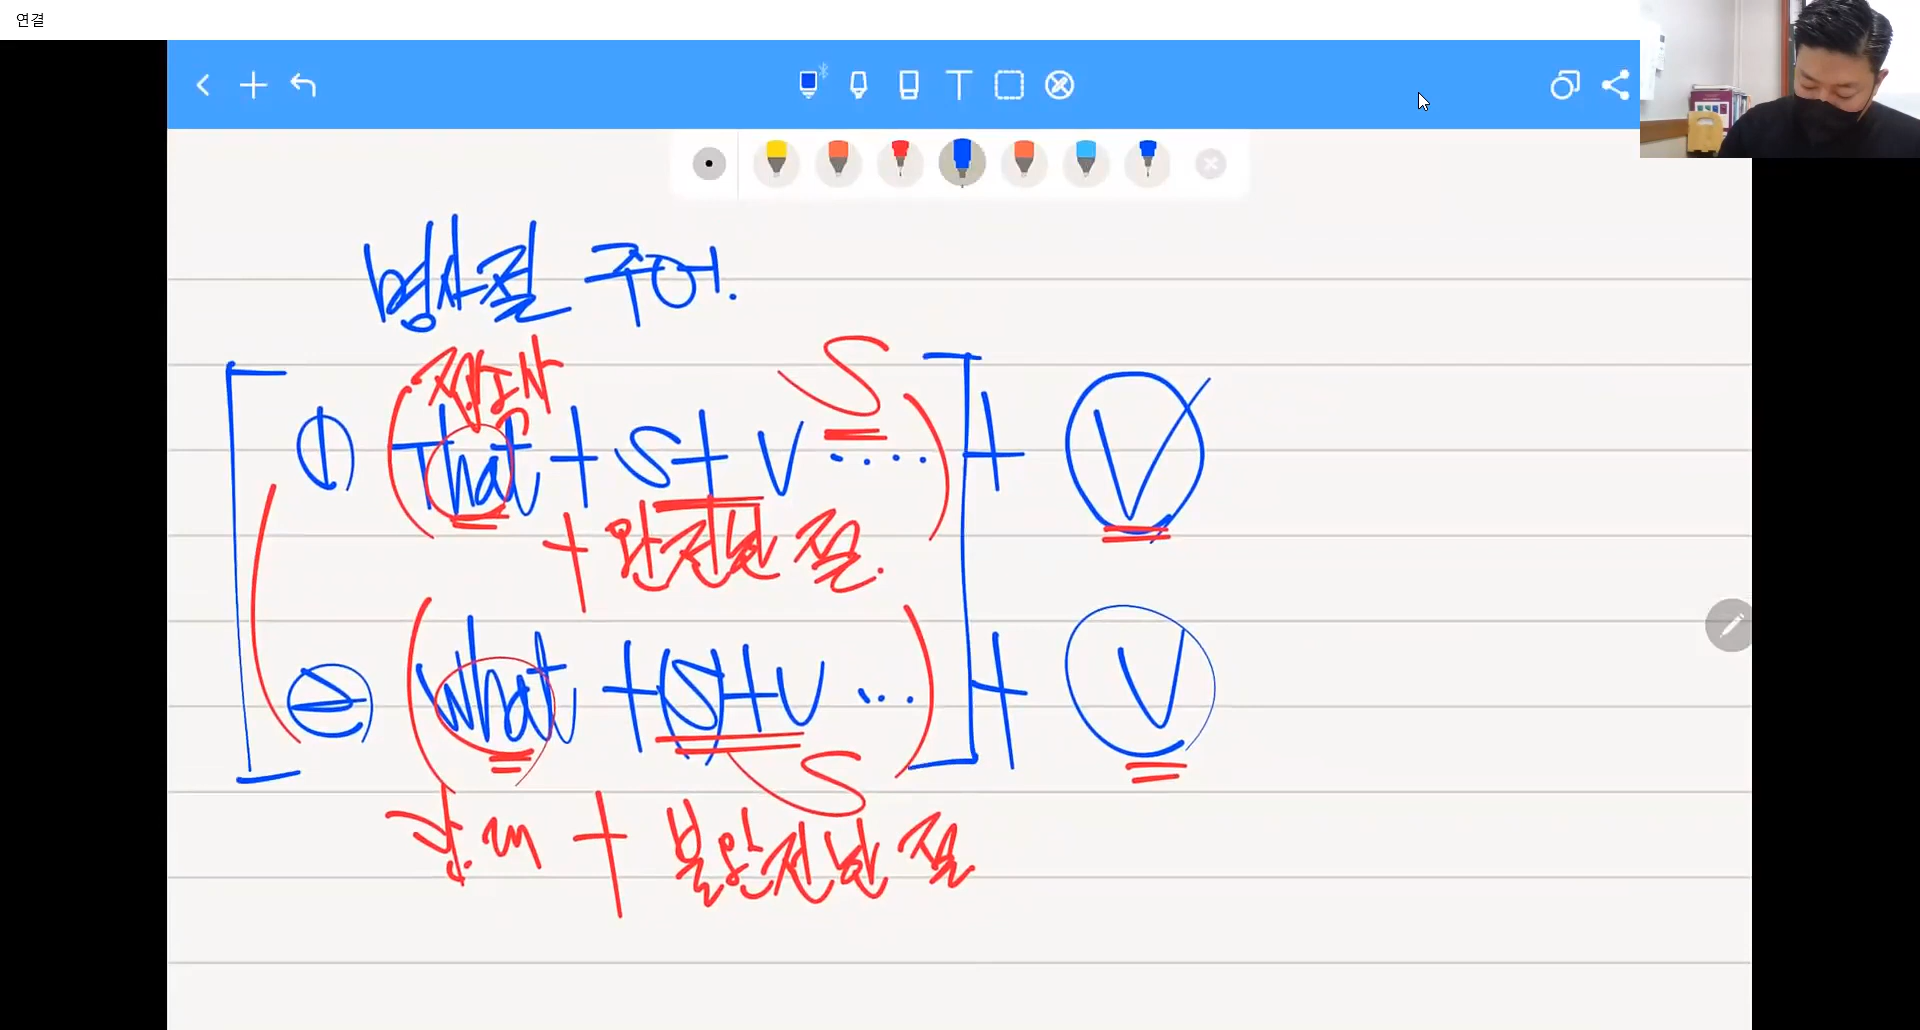 연결
명사절 주어.
접속사 S
① That + S + V ···· + V
+ 완전한 절.
② What + (S) + V ··· + V
S
관.대 + 불완전한 절